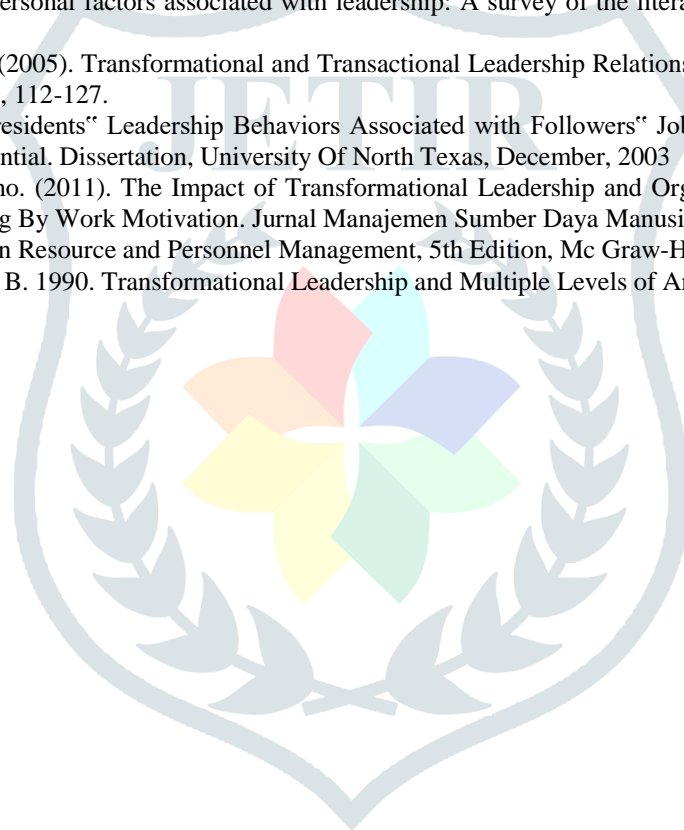 ersonal factors associated with leadership: A survey of the litera
(2005). Transformational and Transactional Leadership Relations
, 112-127.
residents‟ Leadership Behaviors Associated with Followers‟ Job
ential. Dissertation, University Of North Texas, December, 2003
no. (2011). The Impact of Transformational Leadership and Org
g By Work Motivation. Jurnal Manajemen Sumber Daya Manusi
n Resource and Personnel Management, 5th Edition, Mc Graw-H
B. 1990. Transformational Leadership and Multiple Levels of A
JETIR